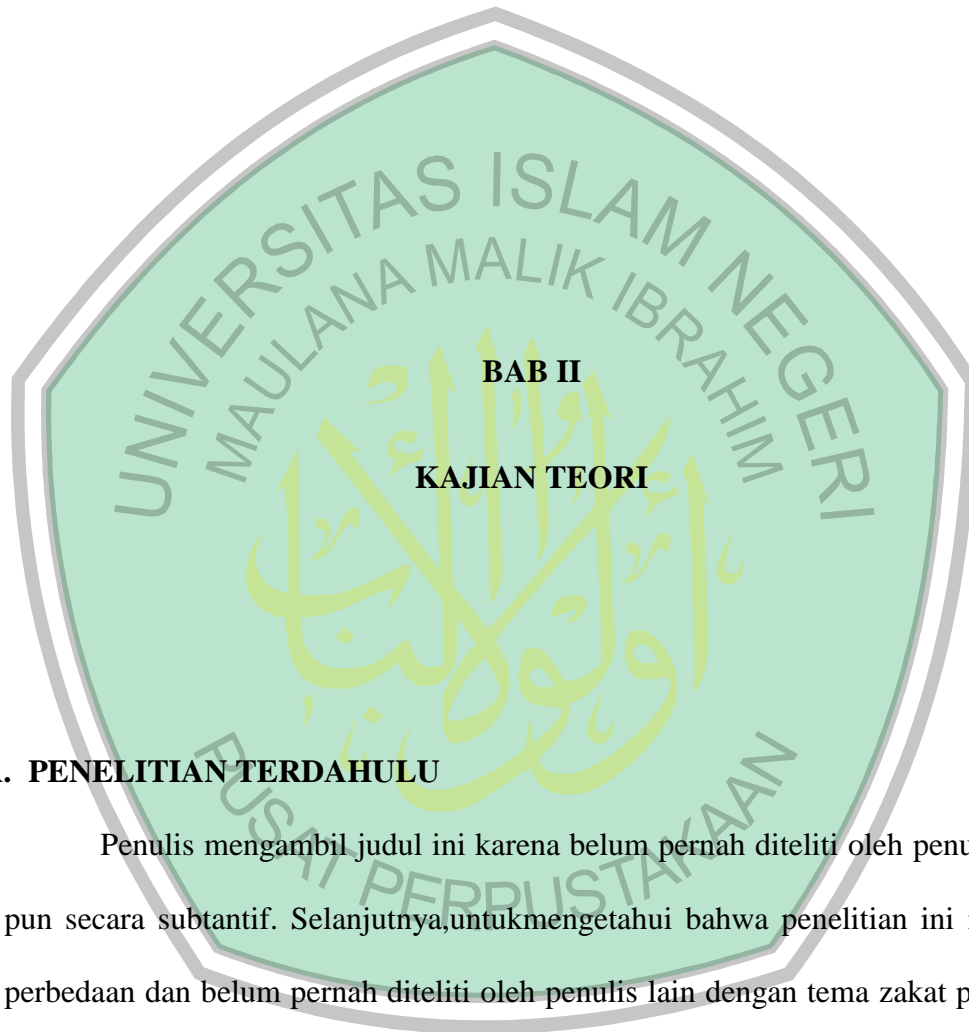 UNIVERSITAS ISLAM NEGERI
MAULANA MALIK IBRAHIM
BAB II
KAJIAN TEORI
. PENELITIAN TERDAHULU
Penulis mengambil judul ini karena belum pernah diteliti oleh
pun secara subtantif. Selanjutnya,untukmengetahui bahwa penelitian ini
perbedaan dan belum pernah diteliti oleh penulis lain dengan tema zakat
PUSAT PERPUSTAKAAN